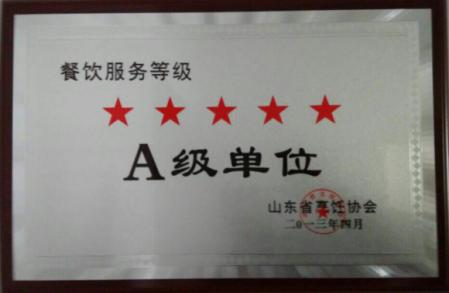 餐饮服务等级
★★★★★
A级单位
山东省烹饪协会
二〇一三年四月